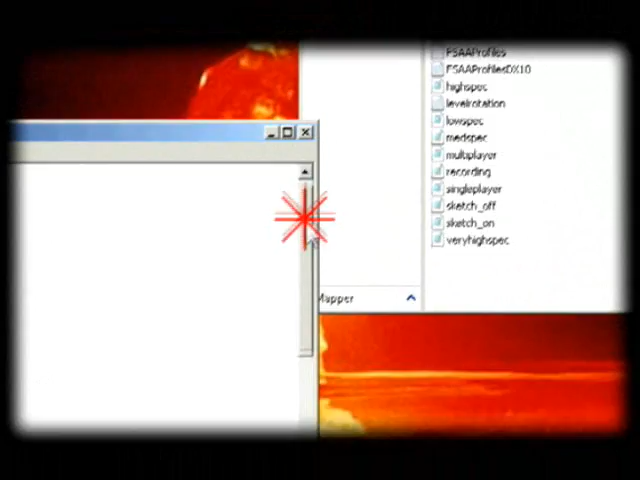 FSAAProfiles
FSAAProfilesDX10
highspec
levelrotation
lowspec
medspec
multiplayer
recording
singleplayer
sketch_off
sketch_on
veryhighspec
Mapper